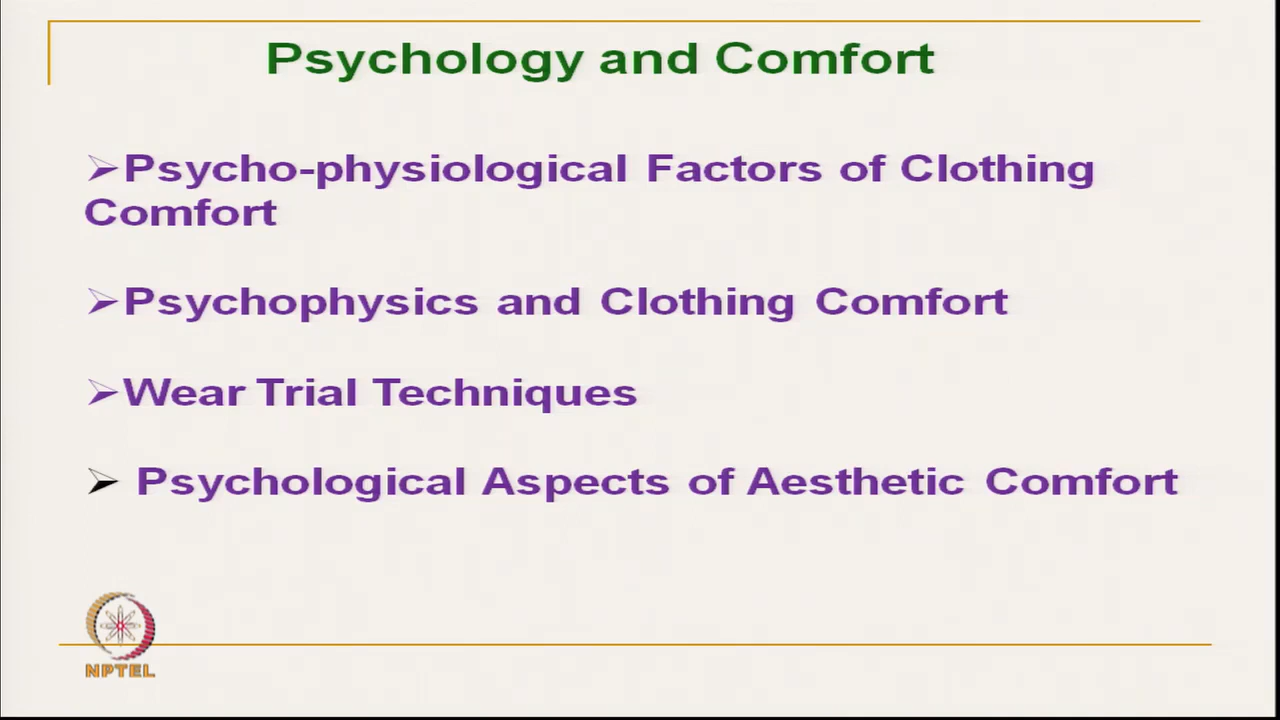 Psychology and Comfort
➢Psycho-physiological Factors of Clothing
Comfort
➢Psychophysics and Clothing Comfort
➢Wear Trial Techniques
➢ Psychological Aspects of Aesthetic Comfort
NPTEL